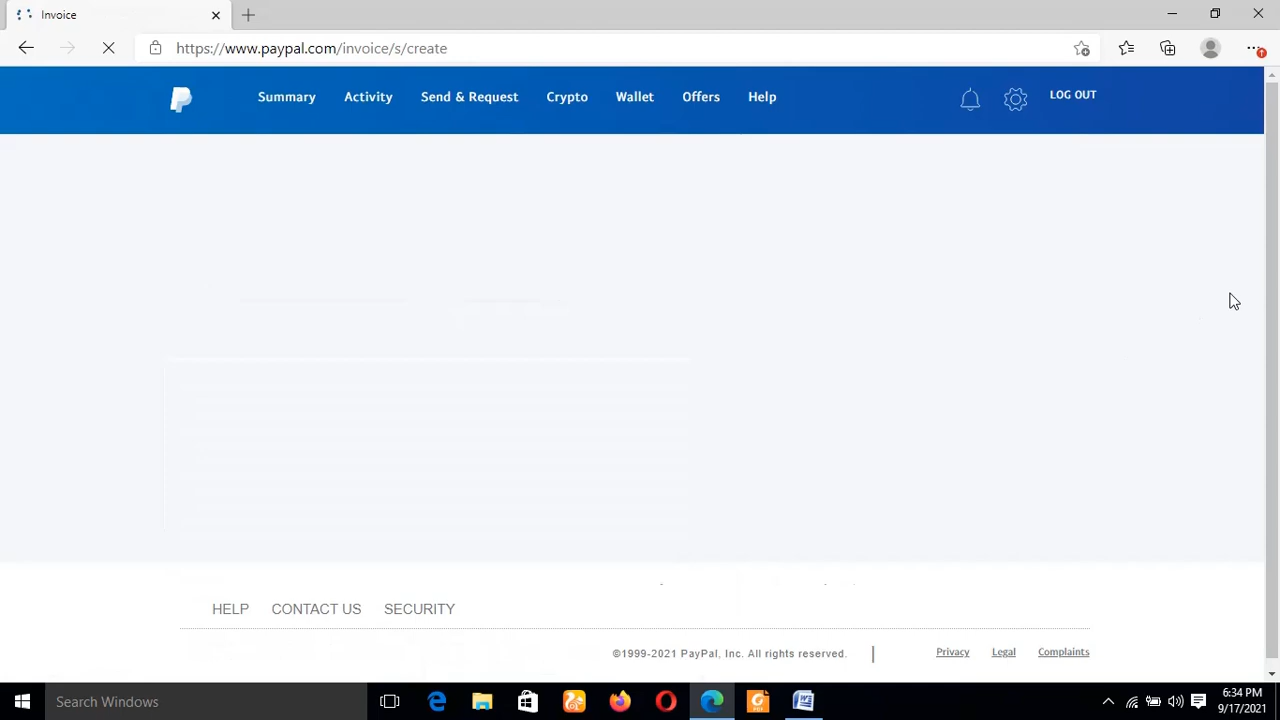 Invoice
https://www.paypal.com/invoice/s/create
Summary Activity Send & Request Crypto Wallet Offers Help LOG OUT
HELP CONTACT US SECURITY
©1999-2021 PayPal, Inc. All rights reserved. | Privacy Legal Complaints
Search Windows
6:34 PM
9/17/2021